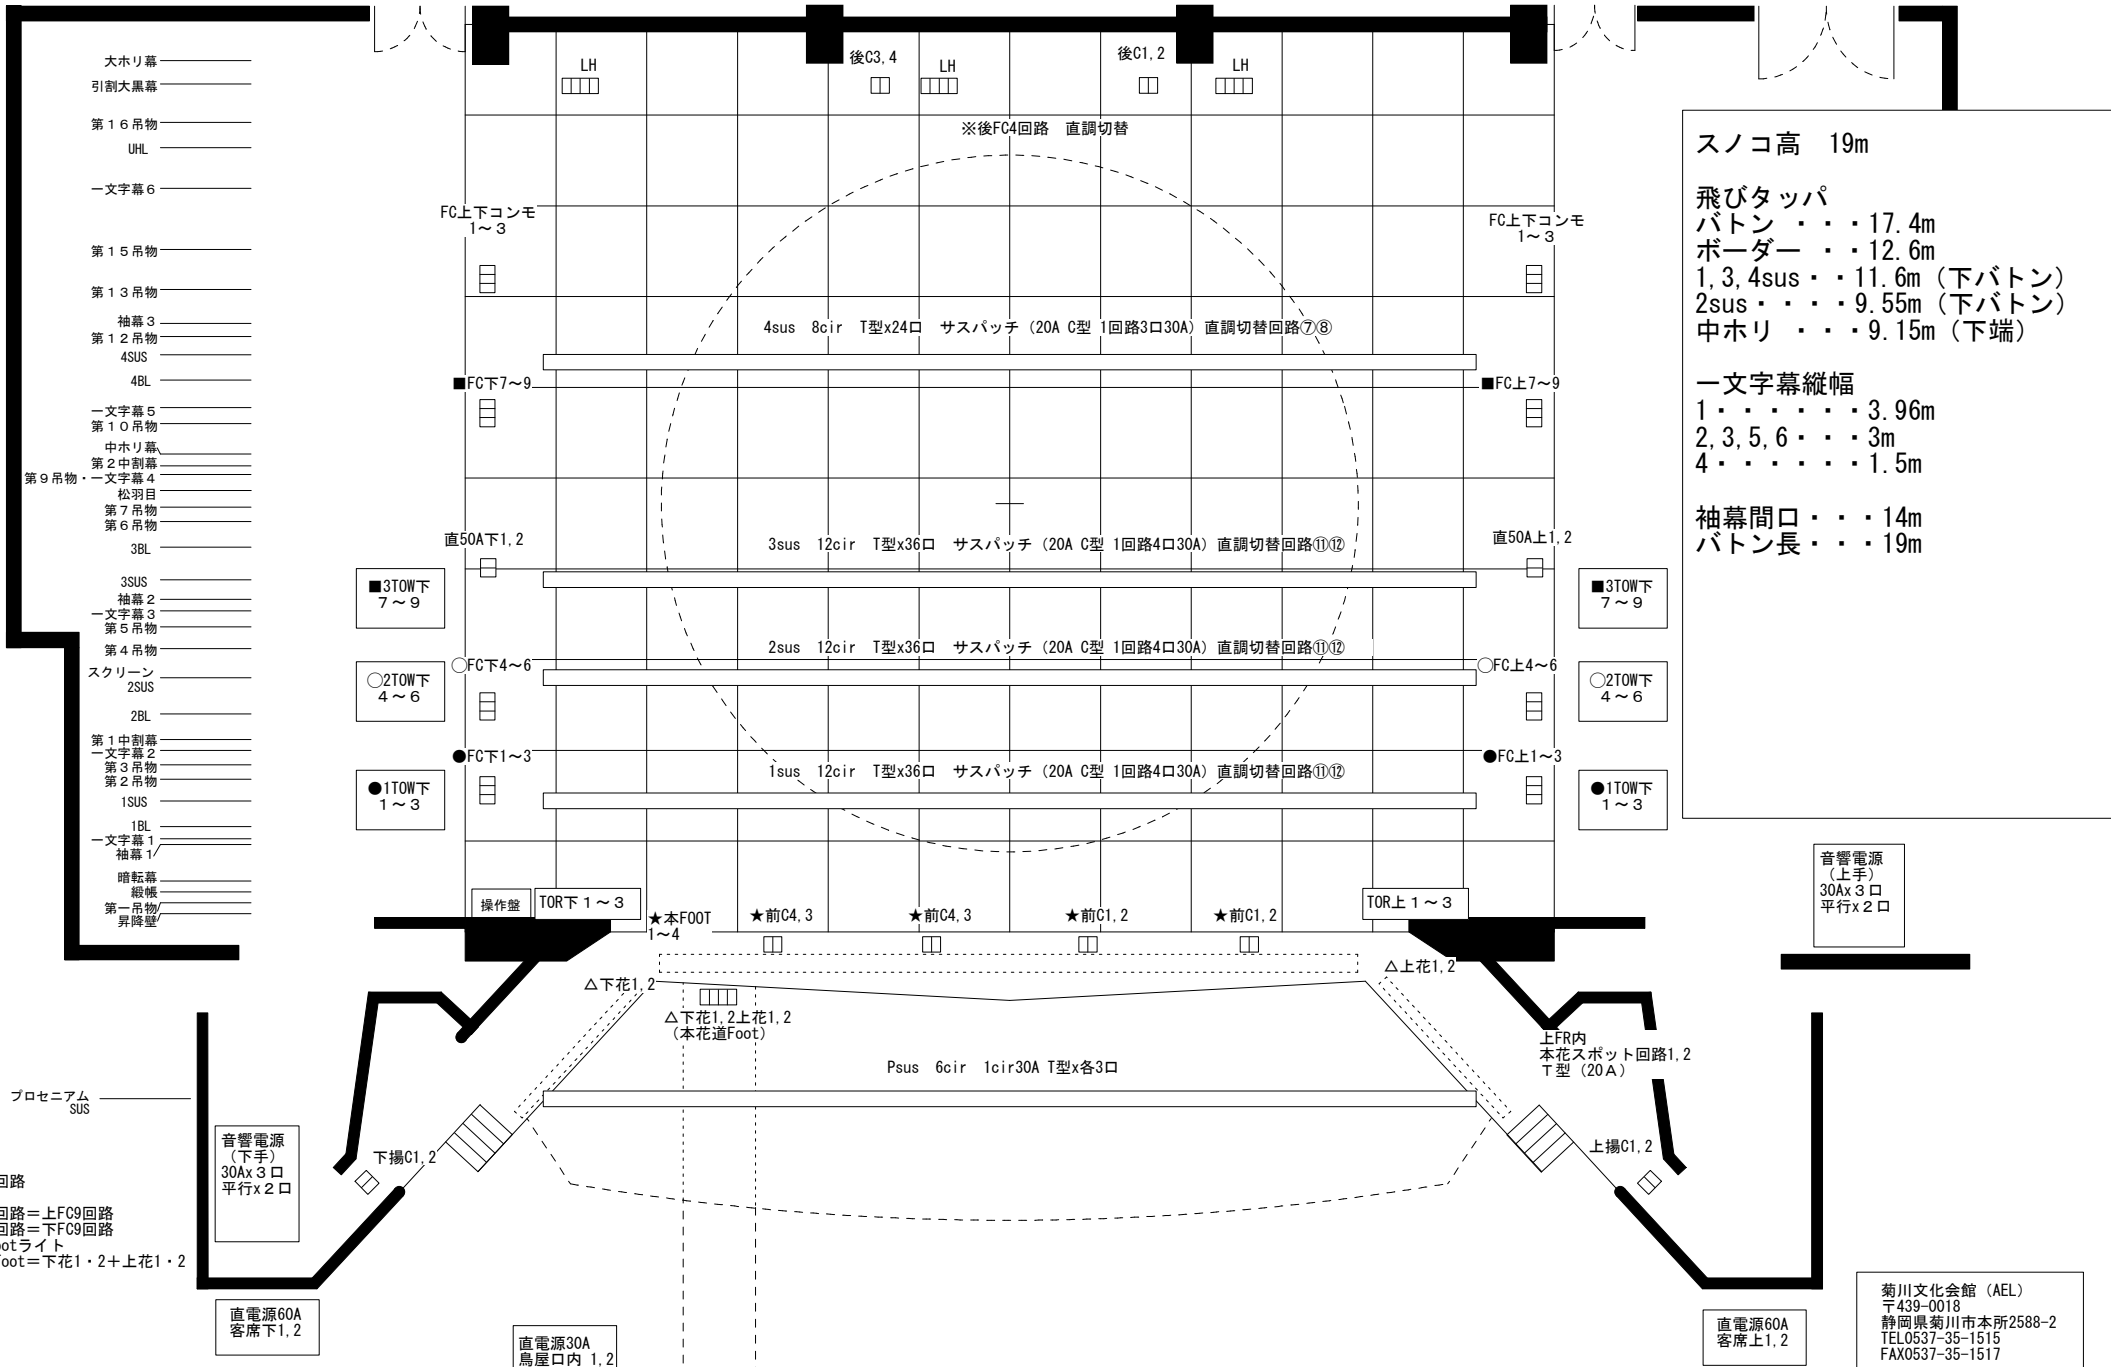 大ホリ幕
引割大黒幕
第16吊物
UHL
一文字幕6
第15吊物
第13吊物
袖幕3
第12吊物
4SUS
4BL
一文字幕5
第10吊物
中ホリ幕
第2中割幕
第9吊物・一文字幕4
松羽目
第7吊物
第6吊物
3BL
3SUS
袖幕2
一文字幕3
第5吊物
第4吊物
スクリーン
2SUS
2BL
第1中割幕
一文字幕2
第3吊物
第2吊物
1SUS
1BL
一文字幕1
袖幕1
暗転幕
緞帳
第一吊物
昇降壁
プロセニアム
SUS
回路
回路=上FC9回路
回路=下FC9回路
otライト
oot=下花1・2+上花1・2
LH
後C3,4
LH
後C1,2
LH
※後FC4回路 直調切替
FC上下コンモ
1~3
FC上下コンモ
1~3
4sus 8cir T型x24口 サスパッチ(20A C型 1回路3口30A)直調切替回路⑦⑧
■FC下7~9
■FC上7~9
直50A下1,2
3sus 12cir T型x36口 サスパッチ(20A C型 1回路4口30A)直調切替回路⑪⑫
直50A上1,2
■3TOW下
7~9
■3TOW下
7~9
2sus 12cir T型x36口 サスパッチ(20A C型 1回路4口30A)直調切替回路⑪⑫
○FC下4~6
○FC上4~6
○2TOW下
4~6
○2TOW下
4~6
●FC下1~3
●FC上1~3
1sus 12cir T型x36口 サスパッチ(20A C型 1回路4口30A)直調切替回路⑪⑫
●1TOW下
1~3
●1TOW下
1~3
操作盤
TOR下1~3
★本FOOT
1~4
★前C4,3
★前C4,3
★前C1,2
★前C1,2
TOR上1~3
△下花1,2
△上花1,2
△下花1,2上花1,2
(本花道Foot)
Psus 6cir 1cir30A T型x各3口
上FR内
本花スポット回路1,2
T型(20A)
下揚C1,2
上揚C1,2
音響電源
(下手)
30Ax3口
平行x2口
直電源60A
客席下1,2
直電源30A
鳥屋口内 1,2
直電源60A
客席上1,2
スノコ高 19m
飛びタッパ
バトン ・・・17.4m
ボーダー ・・12.6m
1,3,4sus・・11.6m(下バトン)
2sus・・・・9.55m(下バトン)
中ホリ ・・・9.15m(下端)
一文字幕縦幅
1・・・・・・3.96m
2,3,5,6・・・3m
4・・・・・・1.5m
袖幕間口・・・14m
バトン長・・・19m
音響電源
(上手)
30Ax3口
平行x2口
菊川文化会館(AEL)
〒439-0018
静岡県菊川市本所2588-2
TEL0537-35-1515
FAX0537-35-1517